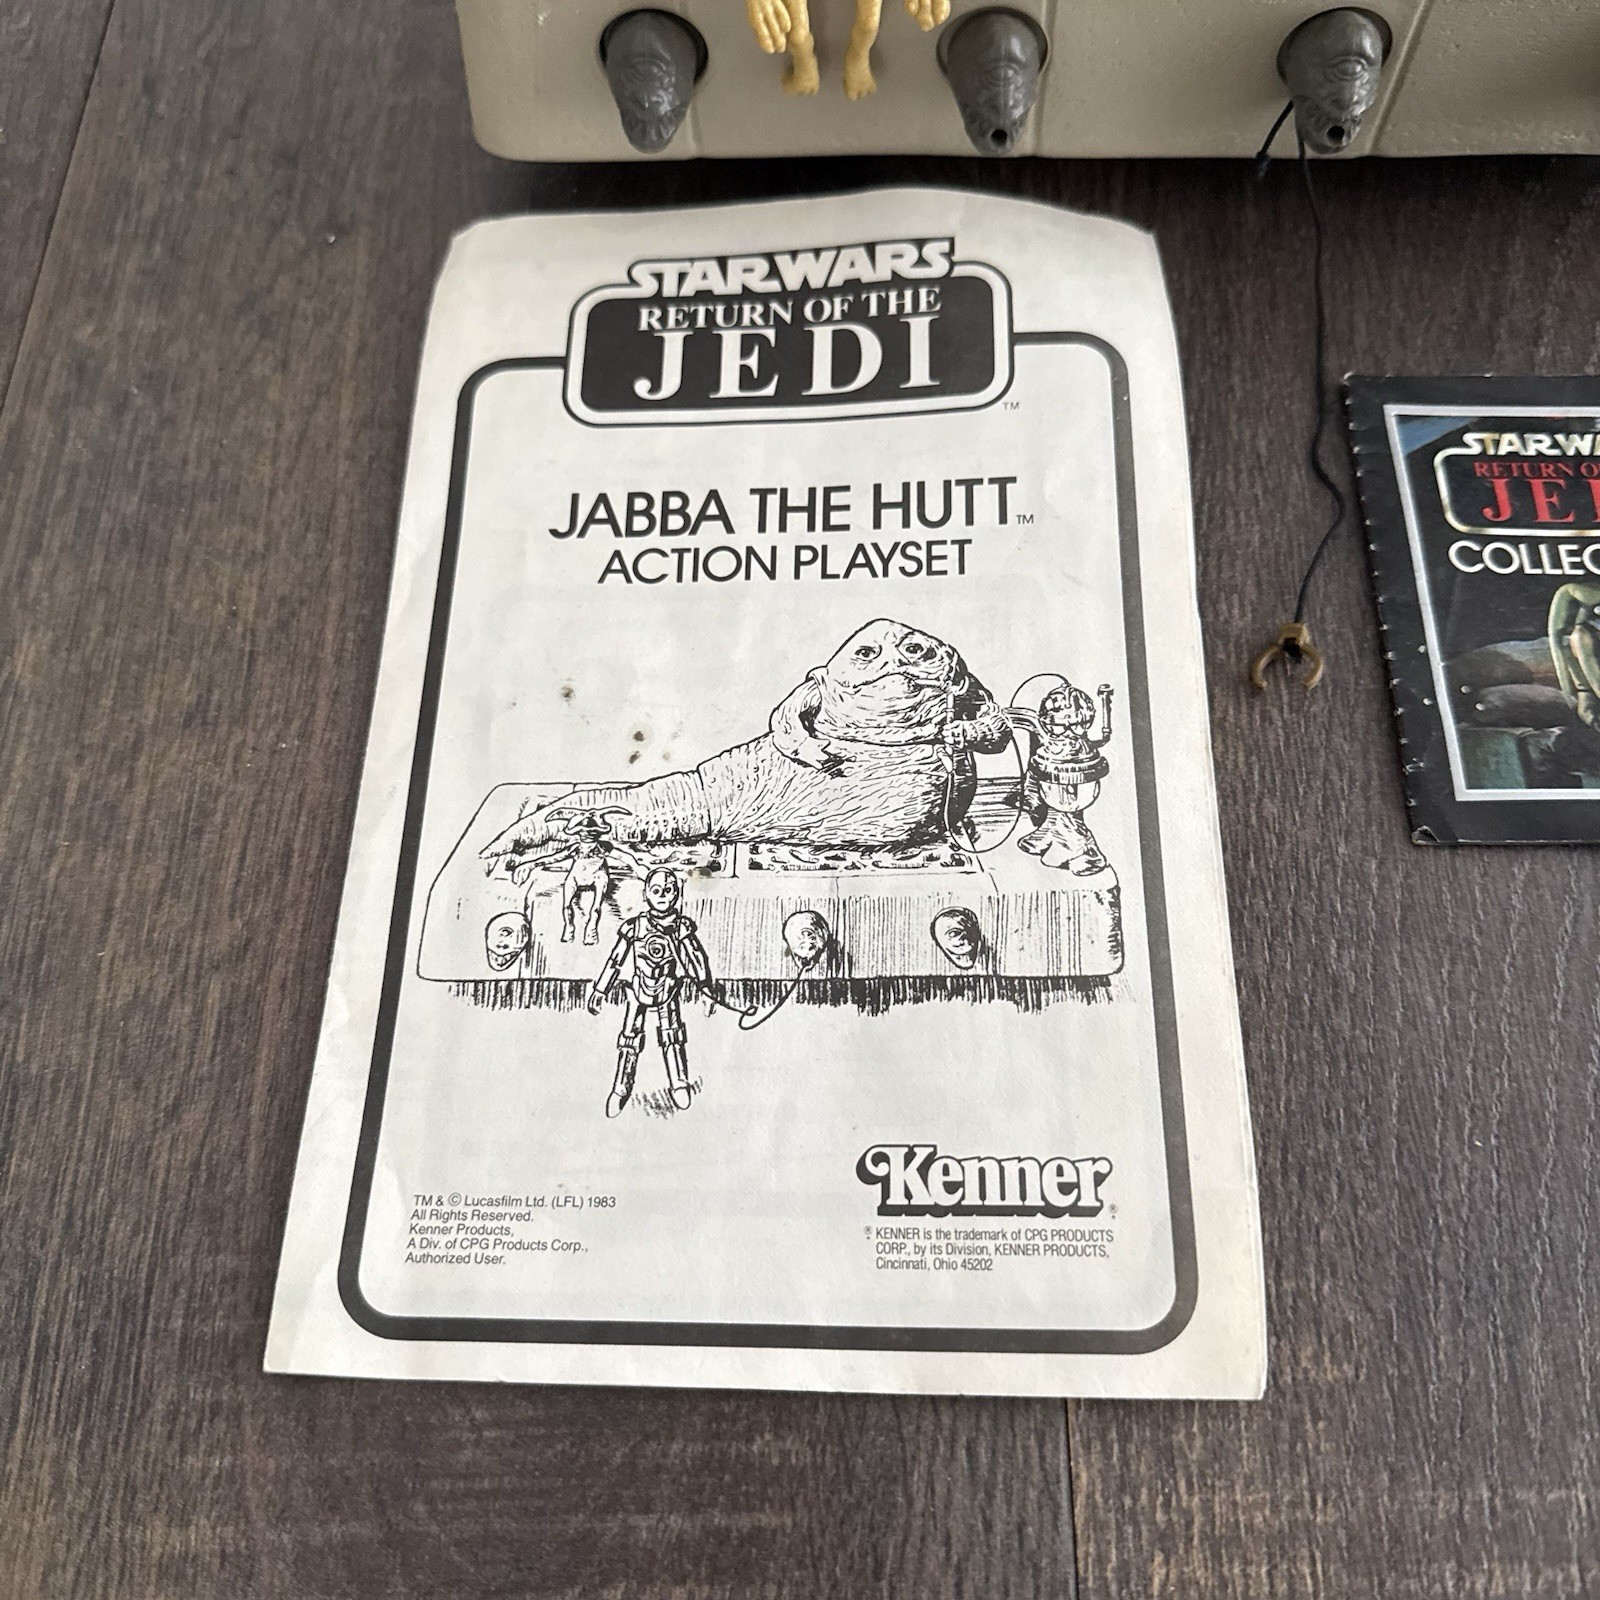 STAR WARS
RETURN OF THE
JEDI
TM
JABBA THE HUTT TM
ACTION PLAYSET
TM & © Lucasfilm Ltd. (LFL) 1983
All Rights Reserved.
Kenner Products,
A Div. of CPG Products Corp.,
Authorized User.
Kenner®
® KENNER is the trademark of CPG PRODUCTS
CORP., by its Division, KENNER PRODUCTS,
Cincinnati, Ohio 45202
STAR W
RETURN O
JE
COLLEC